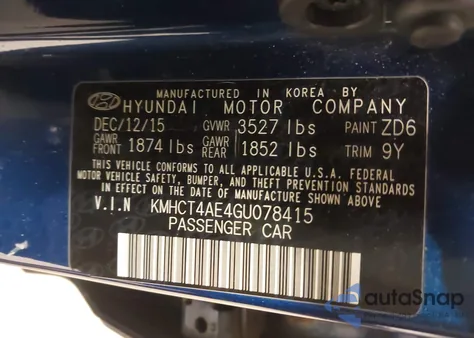 MANUFACTURED IN KOREA BY
HYUNDAI MOTOR COMPANY
DEC/12/15 GVWR 3527 lbs PAINT ZD6
GAWR FRONT 1874 lbs GAWR REAR 1852 lbs TRIM 9Y
THIS VEHICLE CONFORMS TO ALL APPLICABLE U.S.A. FEDERAL
MOTOR VEHICLE SAFETY, BUMPER, AND THEFT PREVENTION STANDARDS
IN EFFECT ON THE DATE OF MANUFACTURE SHOWN ABOVE.
V.I.N KMHCT4AE4GU078415
PASSENGER CAR
autoSnap